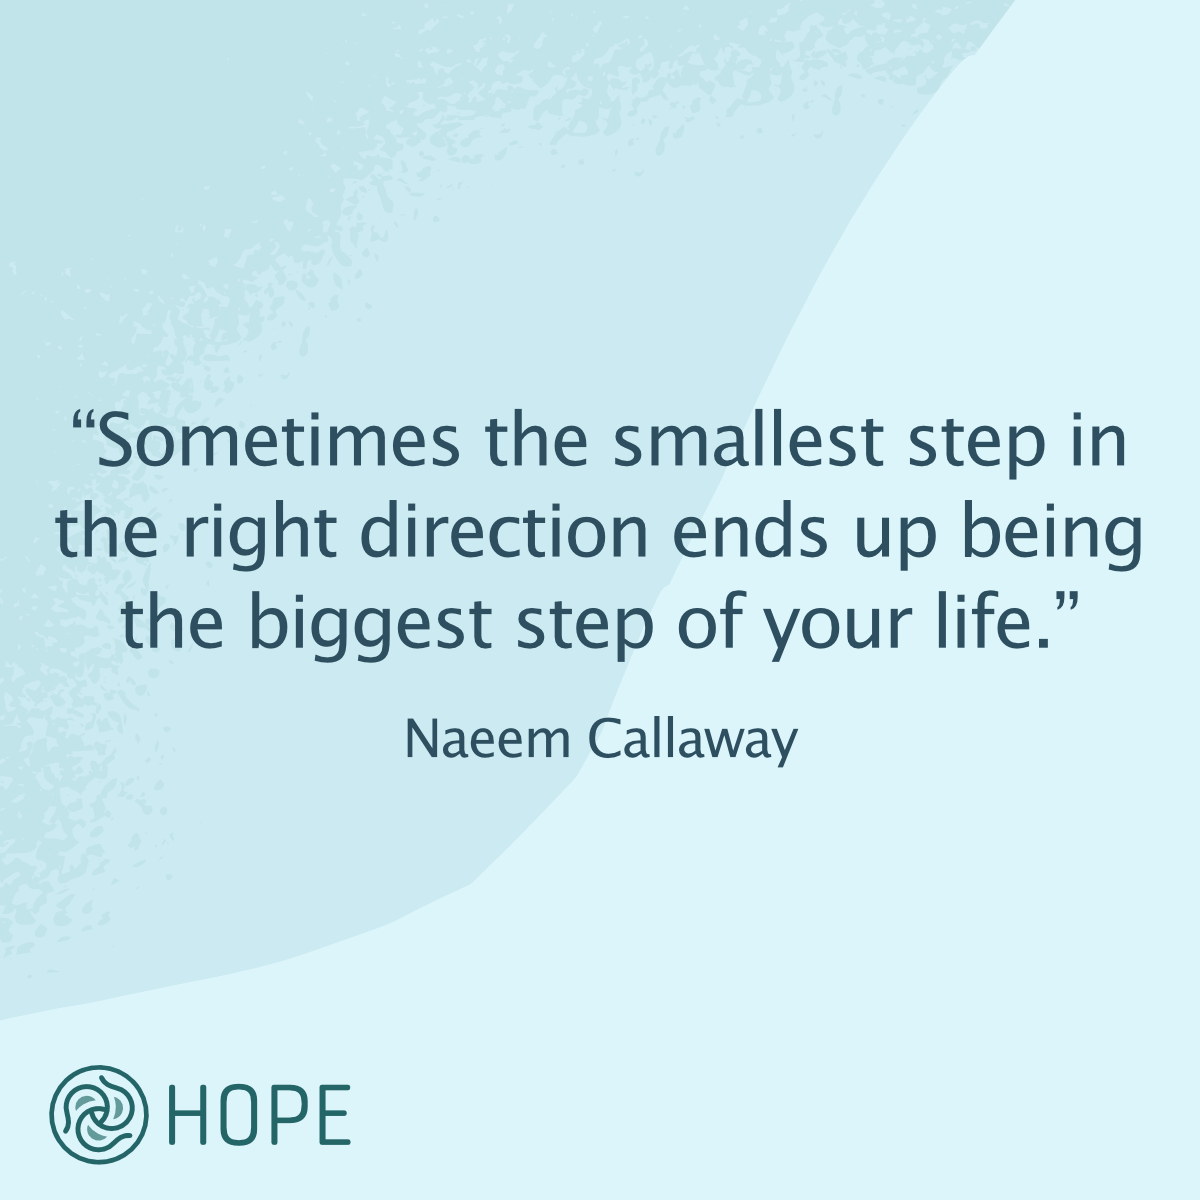 “Sometimes the smallest step in
the right direction ends up being
the biggest step of your life.”
Naeem Callaway
HOPE